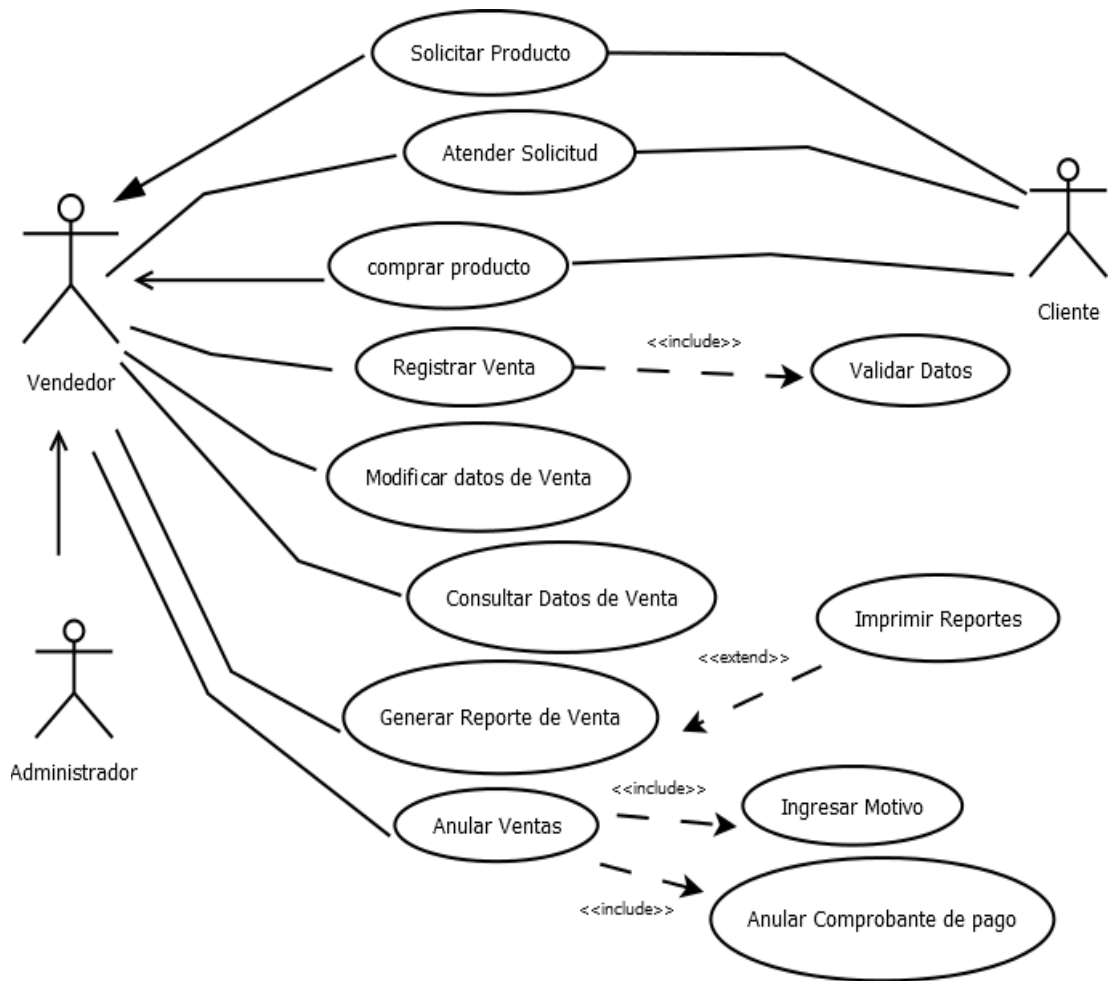 Solicitar Producto
Atender Solicitud
comprar producto
Cliente
<<include>>
Registrar Venta
Validar Datos
Vendedor
Modificar datos de Venta
Consultar Datos de Venta
Imprimir Reportes
<<extend>>
Generar Reporte de Venta
Administrador
<<include>>
Ingresar Motivo
Anular Ventas
<<include>>
Anular Comprobante de pago